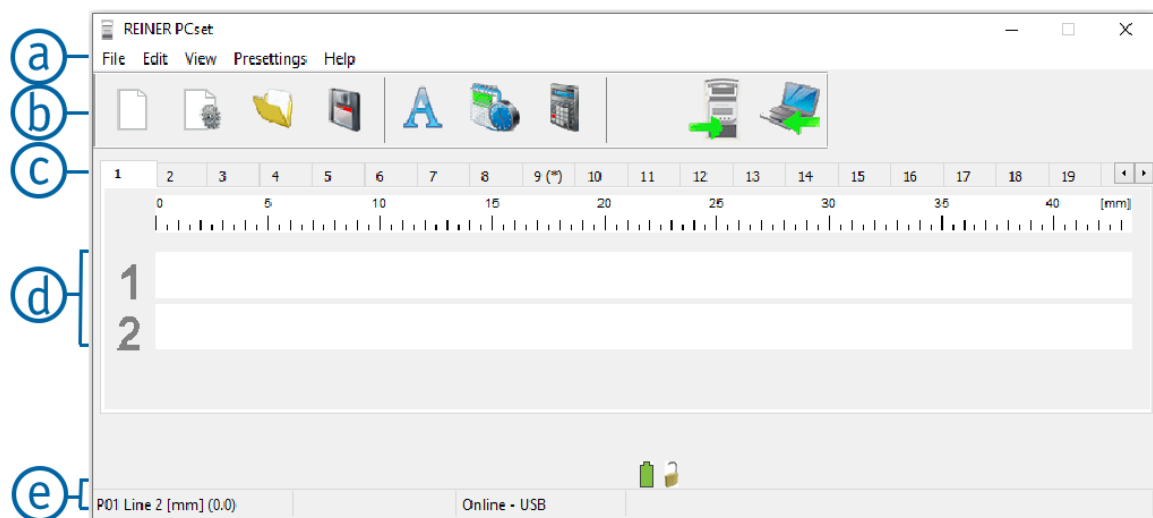 REINER PCset
a
File Edit View Presettings Help
b
A
c
1 2 3 4 5 6 7 8 9 (*) 10 11 12 13 14 15 16 17 18 19
0 5 10 15 20 25 30 35 40 [mm]
d
1
2
e
P01 Line 2 [mm] (0.0) Online - USB